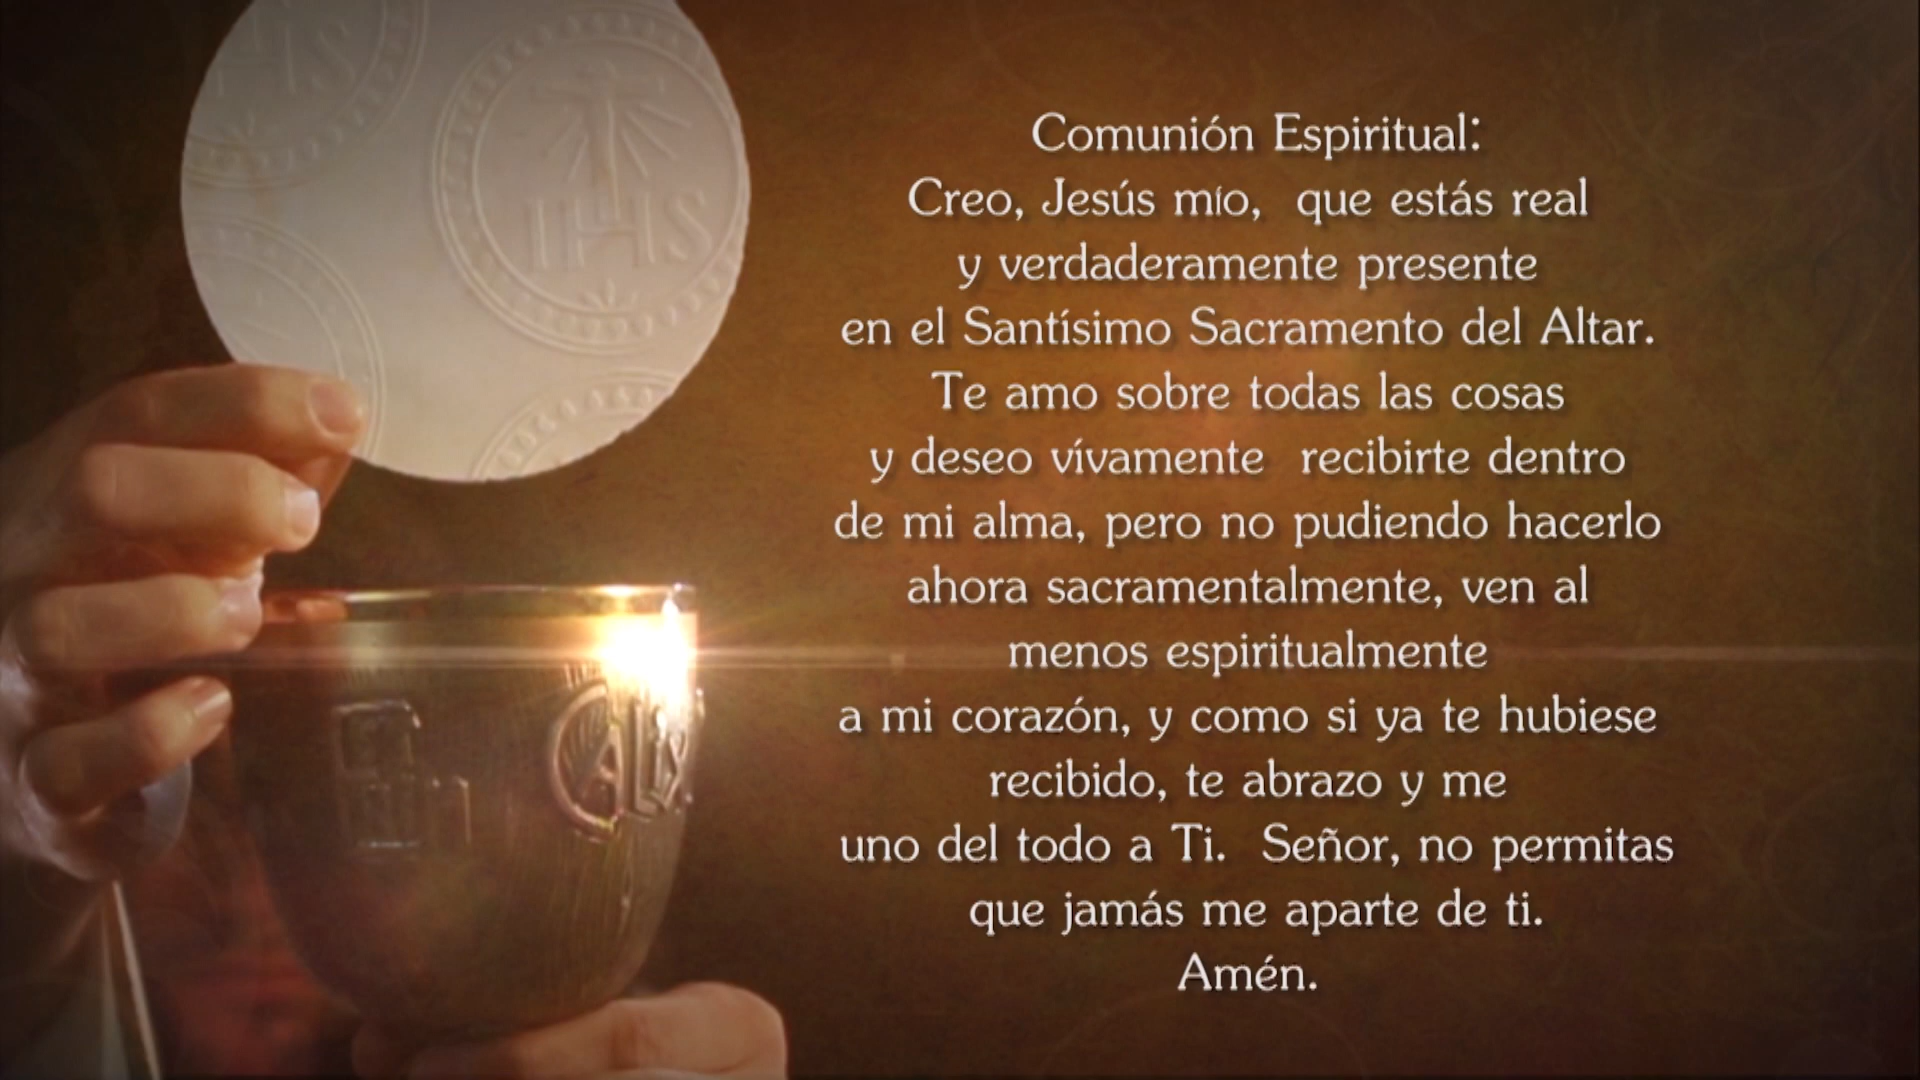 IHS
Comunión Espiritual:
Creo, Jesús mío, que estás real
y verdaderamente presente
en el Santísimo Sacramento del Altar.
Te amo sobre todas las cosas
y deseo vívamente recibirte dentro
de mi alma, pero no pudiendo hacerlo
ahora sacramentalmente, ven al
menos espiritualmente
a mi corazón, y como si ya te hubiese
recibido, te abrazo y me
uno del todo a Ti. Señor, no permitas
que jamás me aparte de ti.
Amén.